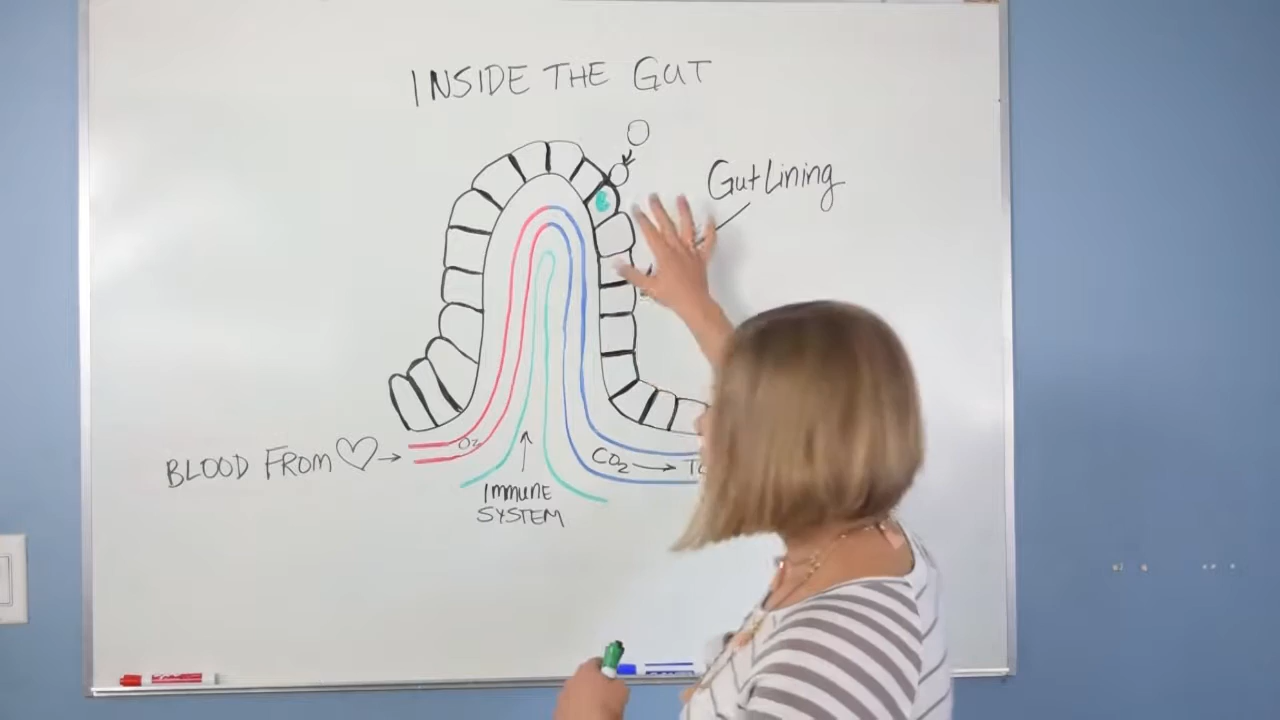 INSIDE THE GUT
Gut Lining
BLOOD FROM
O2
CO2
IMMUNE
SYSTEM